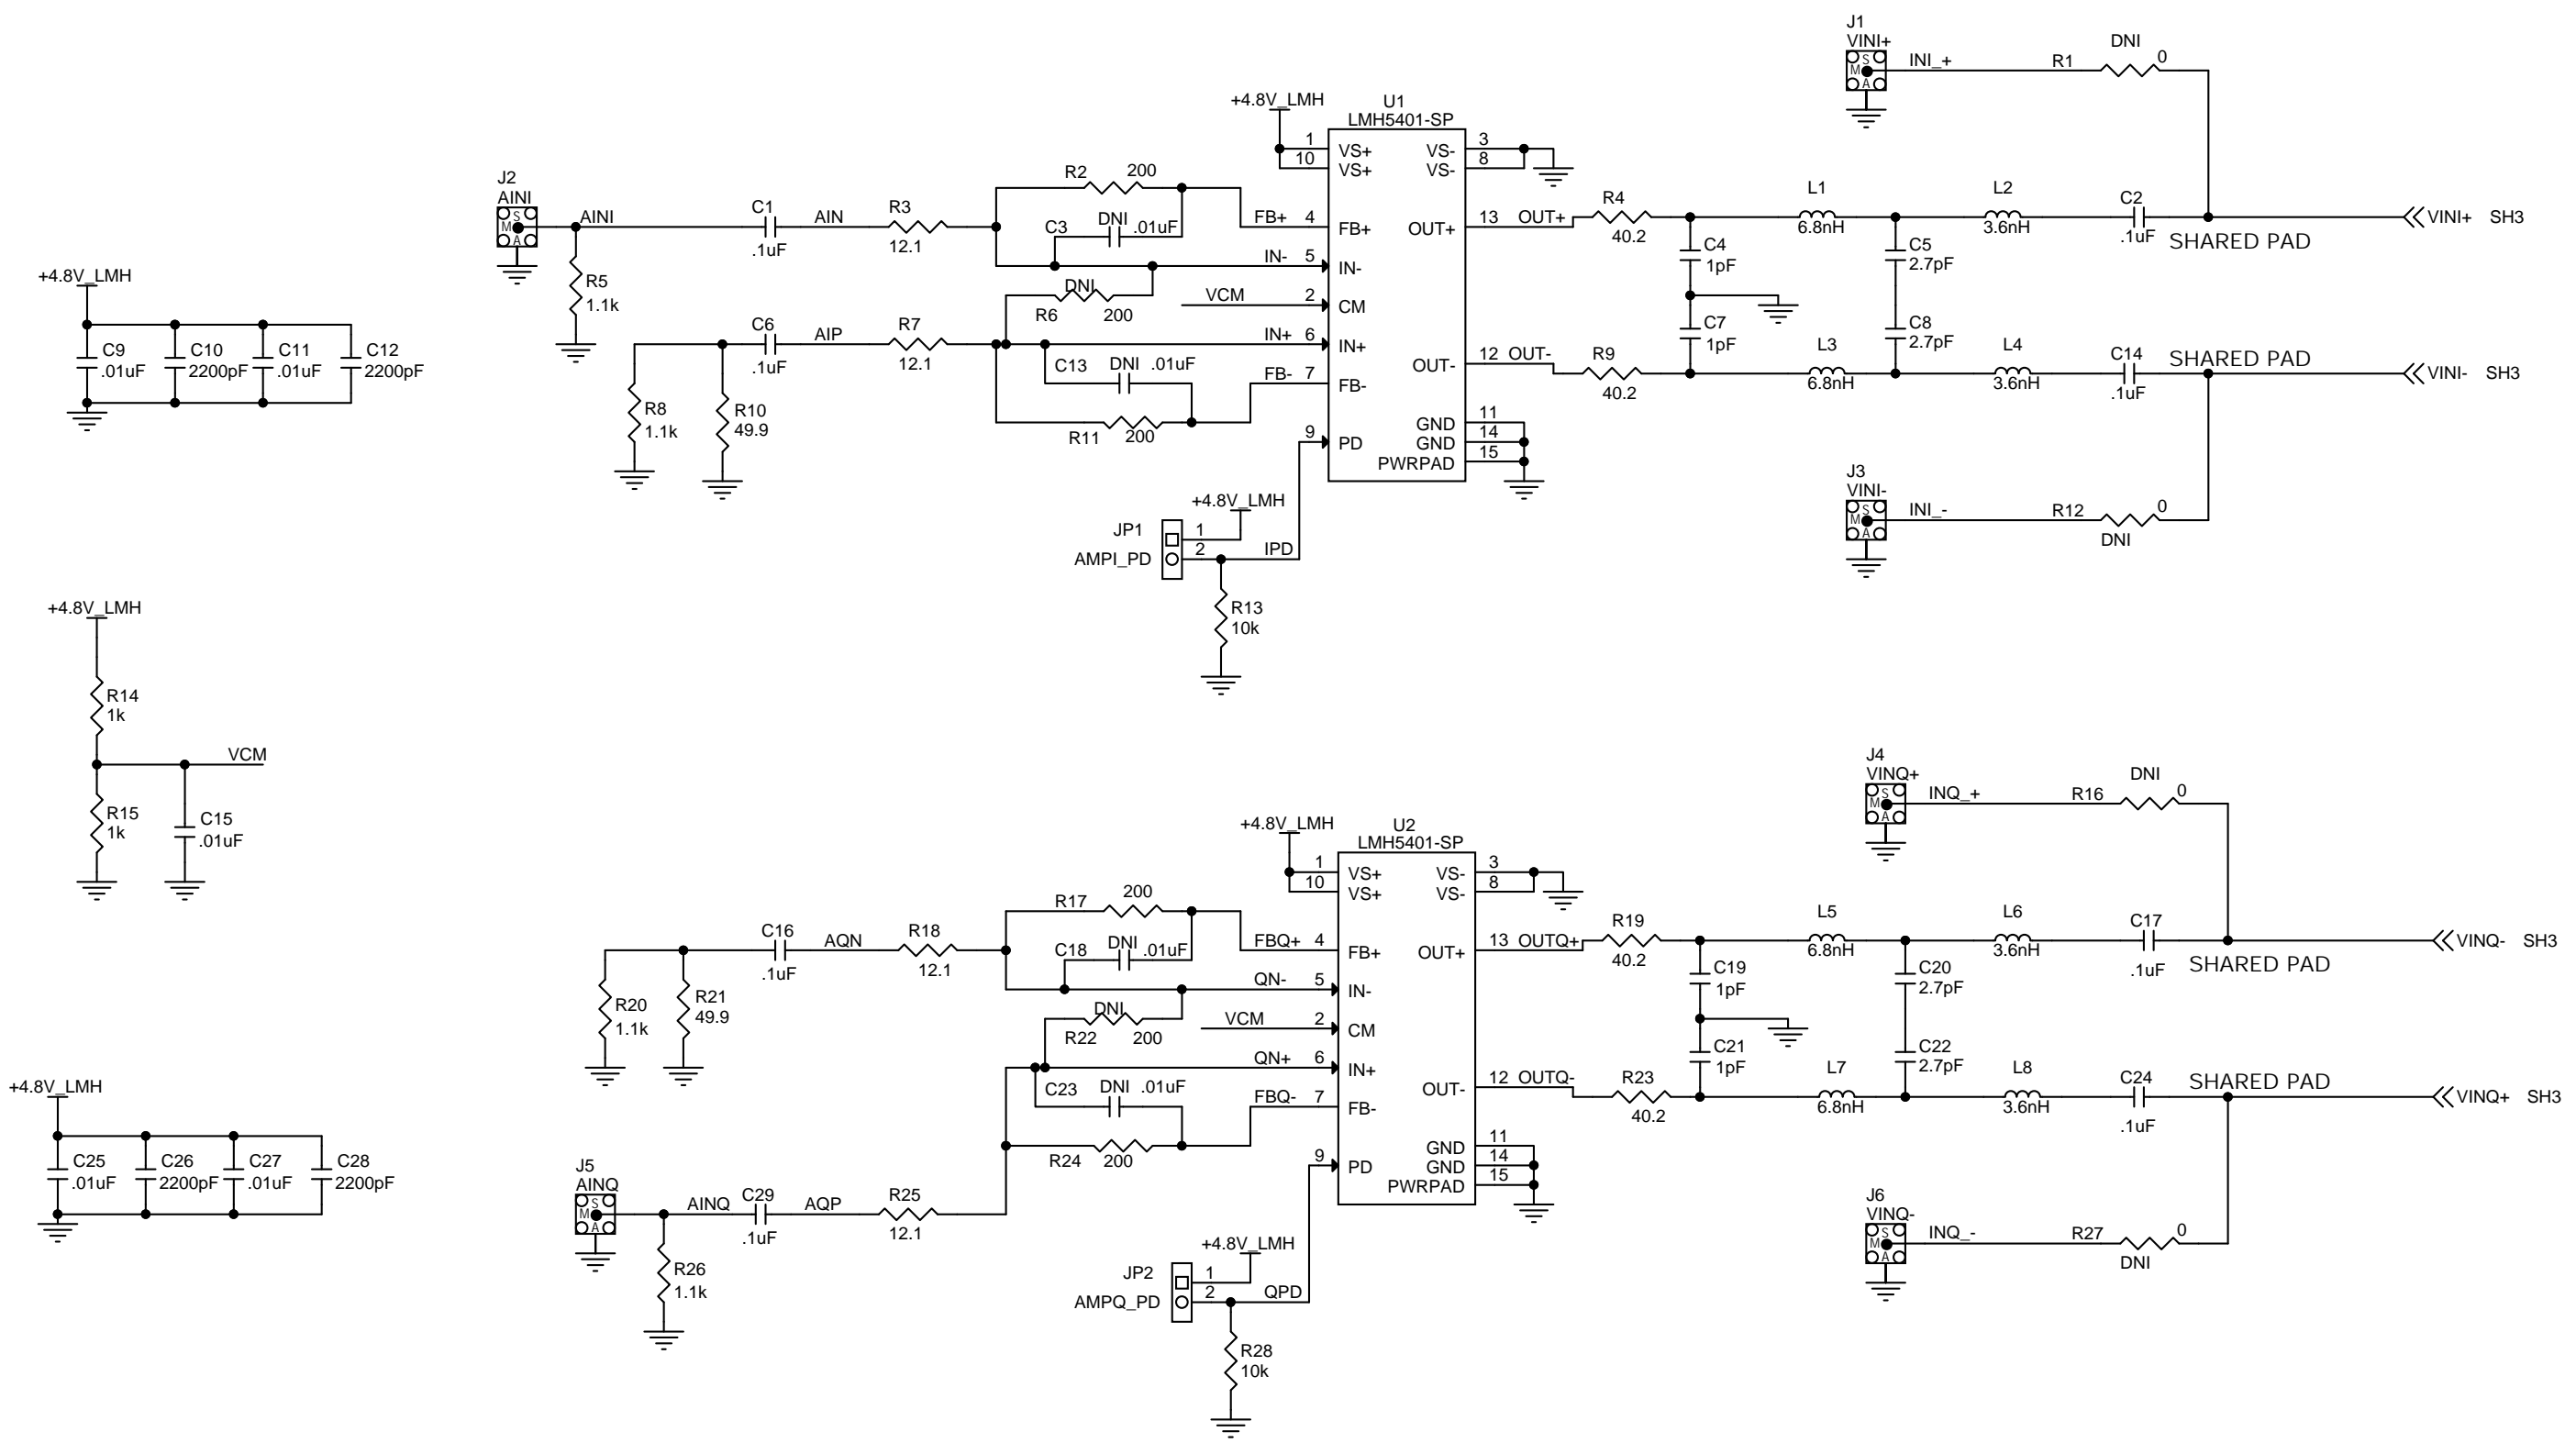 J1
VINI+
S
M
A
INI_+
R1
DNI
0
+4.8V_LMH
U1
LMH5401-SP
1
VS+
10
VS+
3
VS-
8
VS-
J2
AINI
S
M
A
AINI
C1
.1uF
AIN
R3
12.1
R2
200
C3
DNI
.01uF
FB+
4
FB+
IN-
5
IN-
R5
1.1k
DNI
R6
200
VCM
2
CM
C6
.1uF
AIP
R7
12.1
IN+
6
IN+
C13
DNI
.01uF
FB-
7
FB-
R8
1.1k
R10
49.9
R11
200
9
PD
OUT+
13
OUT+
R4
40.2
C4
1pF
L1
6.8nH
C5
2.7pF
L2
3.6nH
C2
.1uF
SHARED PAD
VINI+
SH3
OUT-
12
OUT-
R9
40.2
C7
1pF
L3
6.8nH
C8
2.7pF
L4
3.6nH
C14
.1uF
SHARED PAD
VINI-
SH3
GND
11
GND
14
PWRPAD
15
J3
VINI-
S
M
A
INI_-
R12
0
DNI
+4.8V_LMH
JP1
1
2
AMPI_PD
IPD
R13
10k
+4.8V_LMH
C9
.01uF
C10
2200pF
C11
.01uF
C12
2200pF
+4.8V_LMH
R14
1k
VCM
R15
1k
C15
.01uF
J4
VINQ+
S
M
A
INQ_+
R16
DNI
0
+4.8V_LMH
U2
LMH5401-SP
1
VS+
10
VS+
3
VS-
8
VS-
R17
200
C16
.1uF
AQN
R18
12.1
C18
DNI
.01uF
FBQ+
4
FB+
QN-
5
IN-
R20
1.1k
R21
49.9
DNI
R22
200
VCM
2
CM
QN+
6
IN+
C23
DNI
.01uF
FBQ-
7
FB-
R24
200
9
PD
OUT+
13
OUTQ+
R19
40.2
C19
1pF
L5
6.8nH
C20
2.7pF
L6
3.6nH
C17
.1uF
SHARED PAD
VINQ-
SH3
OUT-
12
OUTQ-
R23
40.2
C21
1pF
L7
6.8nH
C22
2.7pF
L8
3.6nH
C24
.1uF
SHARED PAD
VINQ+
SH3
GND
11
GND
14
PWRPAD
15
J5
AINQ
S
M
A
AINQ
C29
.1uF
AQP
R25
12.1
R26
1.1k
J6
VINQ-
S
M
A
INQ_-
R27
0
DNI
+4.8V_LMH
JP2
1
2
AMPQ_PD
QPD
R28
10k
+4.8V_LMH
C25
.01uF
C26
2200pF
C27
.01uF
C28
2200pF